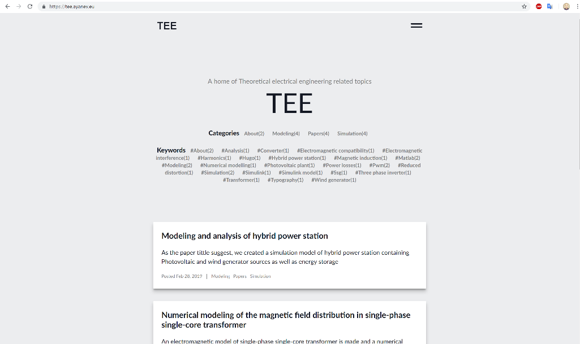 https://tee.sysnav.eu
TEE
A home of Theoretical electrical engineering related topics
TEE
Categories About(2) Modeling(4) Papers(4) Simulation(4)
Keywords #About(2) #Analysis(1) #Converter(1) #Electromagnetic compatibility(1) #Electromagnetic
interference(1) #Harmonics(1) #Hugo(1) #Hybrid power station(1) #Magnetic induction(1) #Matlab(2)
#Modeling(2) #Numerical modelling(1) #Photovoltaic plant(1) #Power losses(1) #Pwm(2) #Reduced
distortion(1) #Simulation(2) #Simulink(1) #Simulink model(1) #Ssg(1) #Three phase inverter(1)
#Transformer(1) #Typography(1) #Wind generator(1)
Modeling and analysis of hybrid power station
As the paper tittle suggest, we created a simulation model of hybrid power station containing
Photovoltaic and wind generator sources as well as energy storage
Posted Feb 28, 2019 | Modeling Papers Simulation
Numerical modeling of the magnetic field distribution in single-phase
single-core transformer
An electromagnetic model of single-phase single-core transformer is made and a numerical